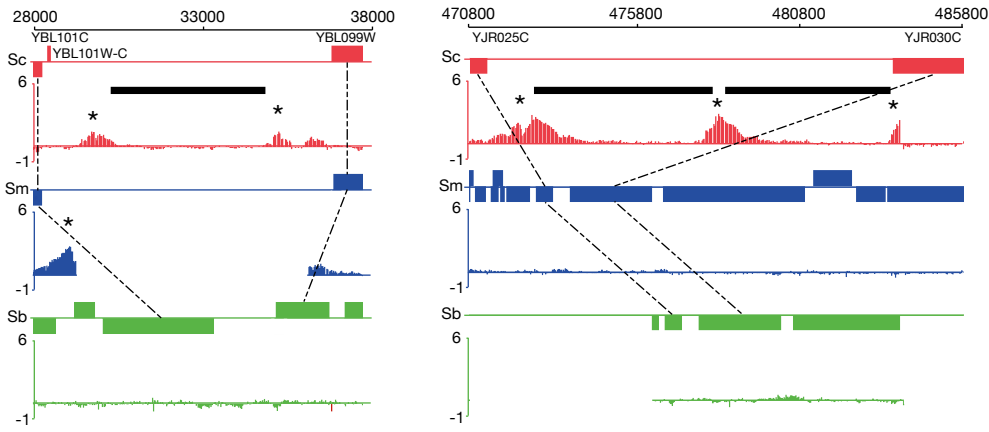 28000 33000 38000
YBL101C YBL099W
YBL101W-C
Sc
6
* *
-1
Sm
6
*
-1
Sb
6
-1
470800 475800 480800 485800
YJR025C YJR030C
Sc
6
* * *
-1
Sm
6
-1
Sb
6
-1